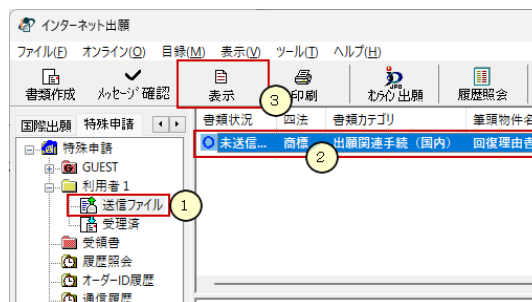 インターネット出願
ファイル(F) オンライン(O) 目録(M) 表示(V) ツール(T) ヘルプ(H)
書類作成 メッセージ確認 表示 印刷 オンライン出願 履歴照会
3
国際出願 特殊申請
書類状況 四法 書類カテゴリ 筆頭物件名
未送信... 商標 出願関連手続（国内） 回復理由書
2
特殊申請
GUEST
利用者1
送信ファイル
1
受理済
受領書
履歴照会
オーダーID履歴
通信履歴